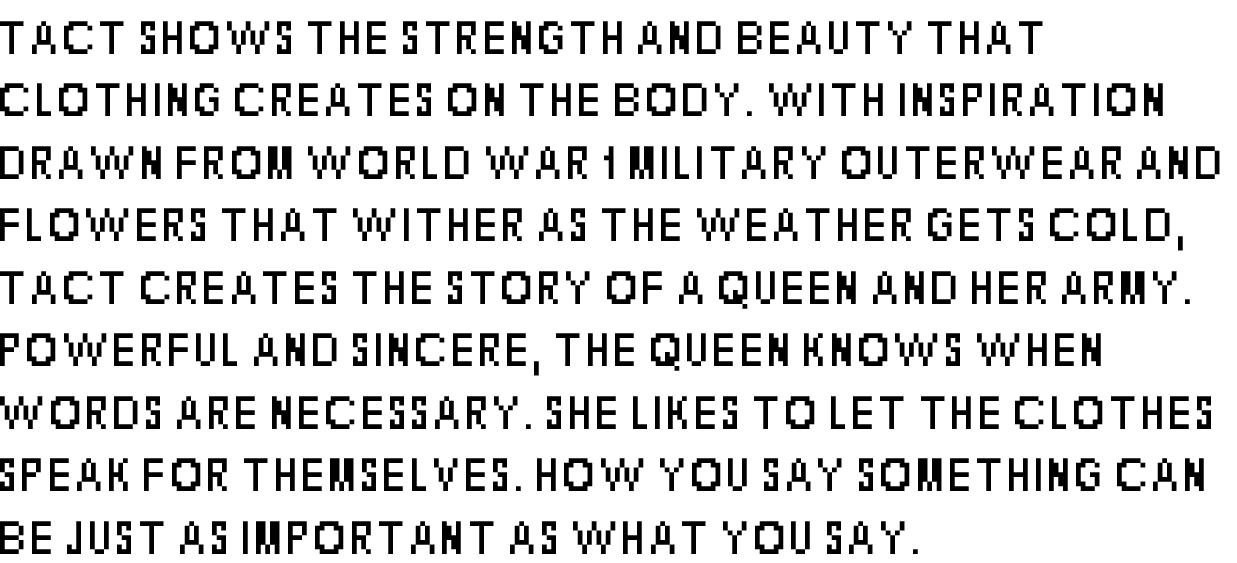 TACT SHOWS THE STRENGTH AND BEAUTY THAT
CLOTHING CREATES ON THE BODY. WITH INSPIRATION
DRAWN FROM WORLD WAR 1 MILITARY OUTERWEAR AND
FLOWERS THAT WITHER AS THE WEATHER GETS COLD,
TACT CREATES THE STORY OF A QUEEN AND HER ARMY.
POWERFUL AND SINCERE, THE QUEEN KNOWS WHEN
WORDS ARE NECESSARY. SHE LIKES TO LET THE CLOTHES
SPEAK FOR THEMSELVES. HOW YOU SAY SOMETHING CAN
BE JUST AS IMPORTANT AS WHAT YOU SAY.